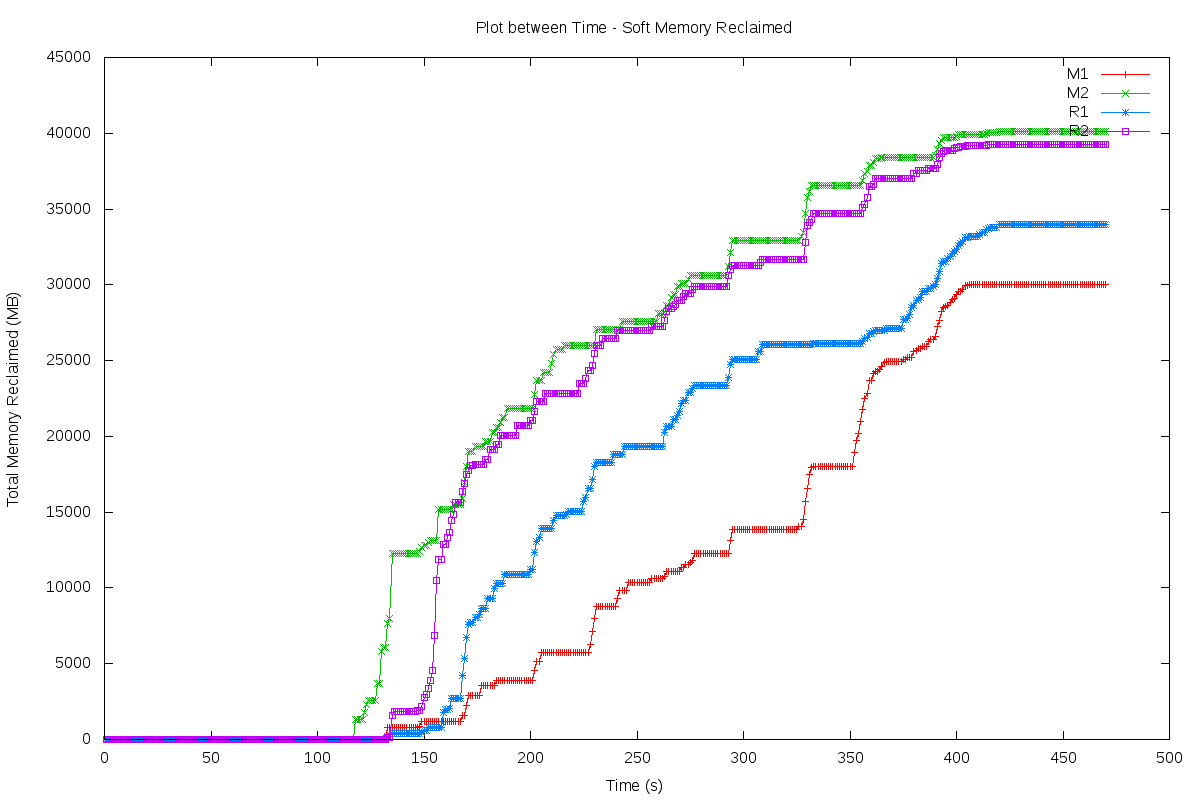 Plot between Time - Soft Memory Reclaimed
45000
40000
35000
30000
25000
20000
15000
10000
5000
0
Total Memory Reclaimed (MB)
M1
M2
R1
R2
0 50 100 150 200 250 300 350 400 450 500
Time (s)